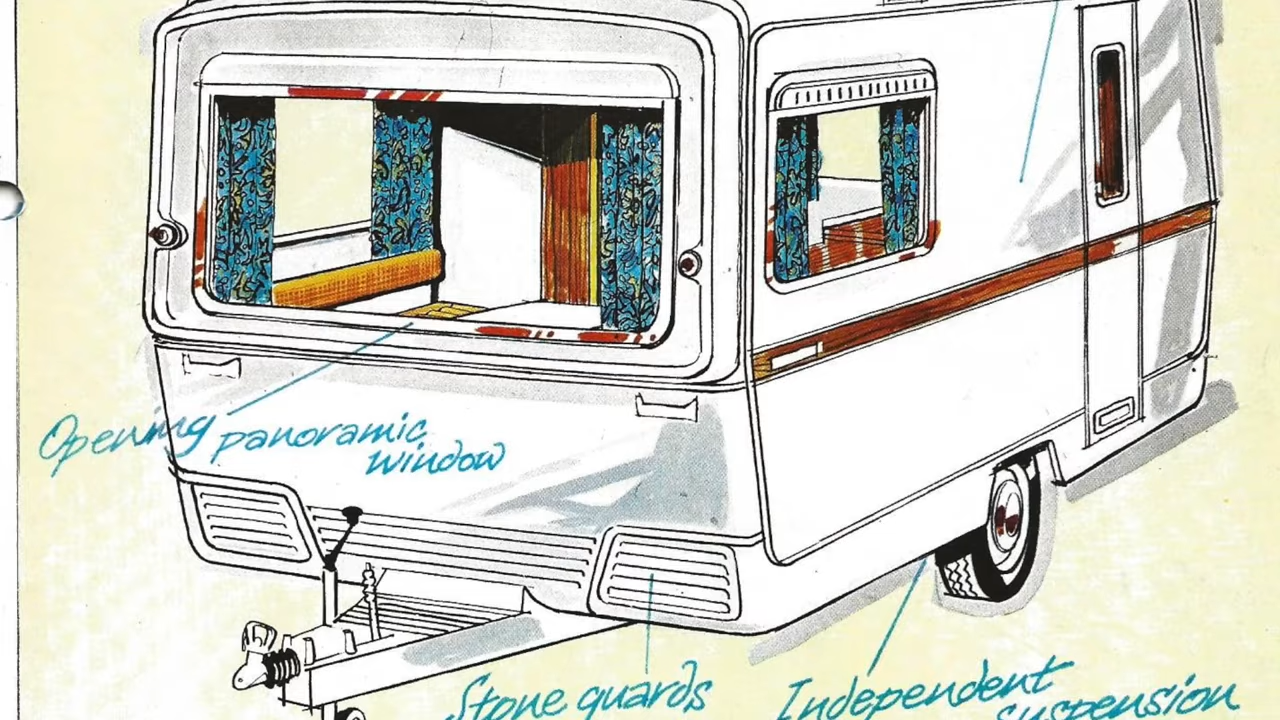 Opening panoramic
window
Stone guards
Independent
suspension